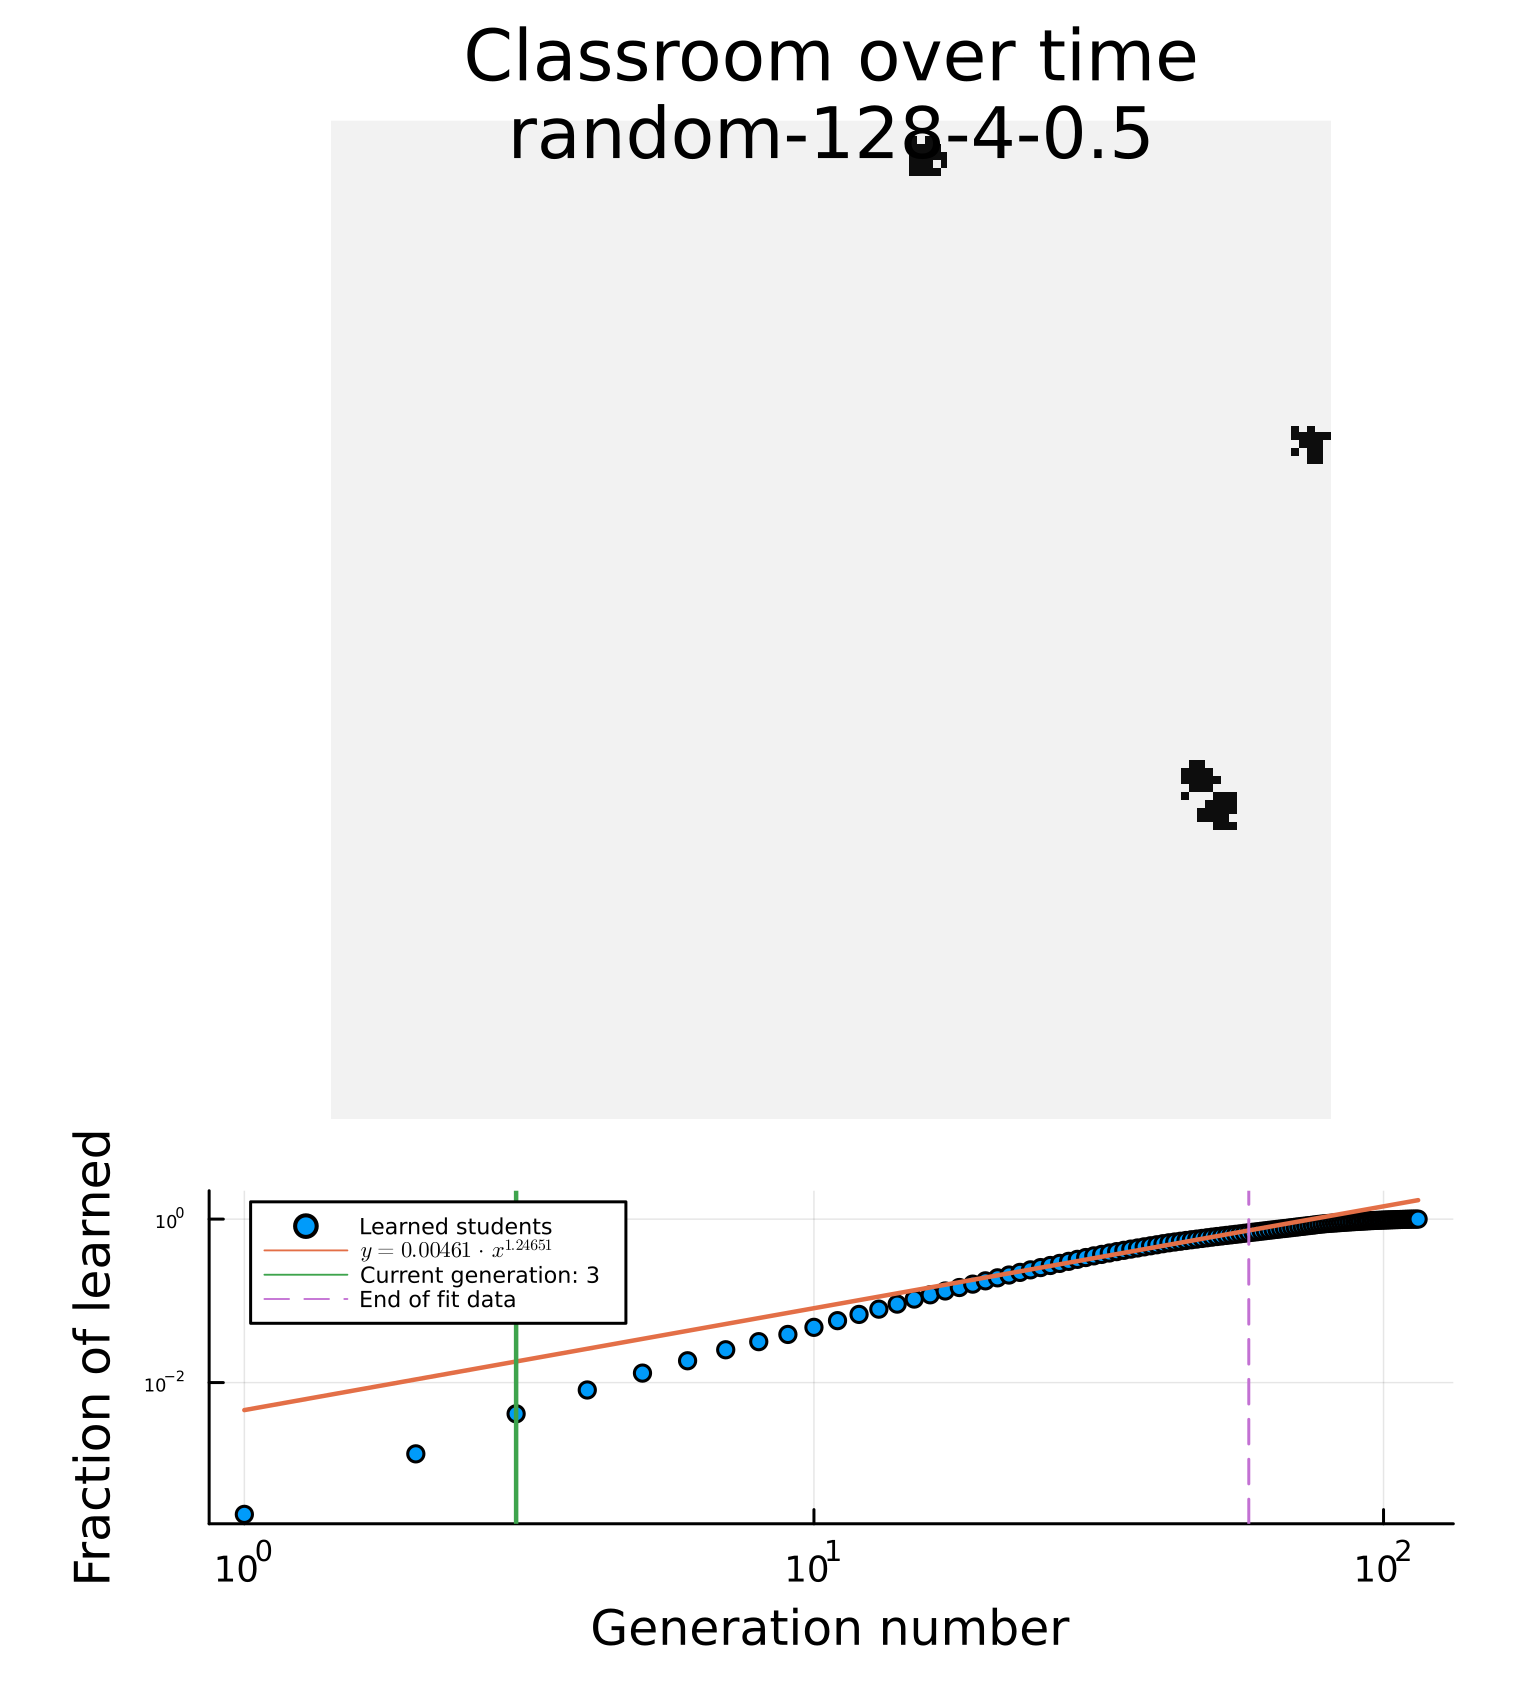 Classroom over time
random-128-4-0.5
Fraction of learned
10^0
10^-2
Learned students
y = 0.00461 · x^1.24651
Current generation: 3
End of fit data
10^0
10^1
10^2
Generation number